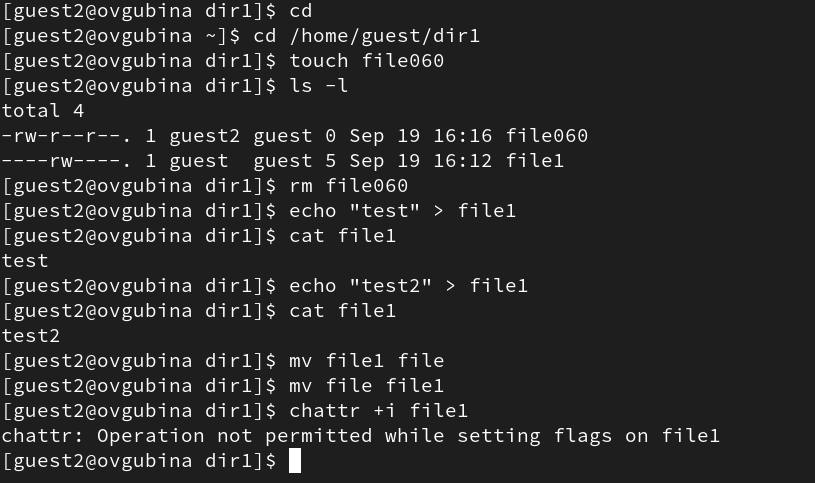 [guest2@ovgubina dir1]$ cd
[guest2@ovgubina ~]$ cd /home/guest/dir1
[guest2@ovgubina dir1]$ touch file060
[guest2@ovgubina dir1]$ ls -l
total 4
-rw-r--r--. 1 guest2 guest 0 Sep 19 16:16 file060
----rw----. 1 guest  guest 5 Sep 19 16:12 file1
[guest2@ovgubina dir1]$ rm file060
[guest2@ovgubina dir1]$ echo "test" > file1
[guest2@ovgubina dir1]$ cat file1
test
[guest2@ovgubina dir1]$ echo "test2" > file1
[guest2@ovgubina dir1]$ cat file1
test2
[guest2@ovgubina dir1]$ mv file1 file
[guest2@ovgubina dir1]$ mv file file1
[guest2@ovgubina dir1]$ chattr +i file1
chattr: Operation not permitted while setting flags on file1
[guest2@ovgubina dir1]$